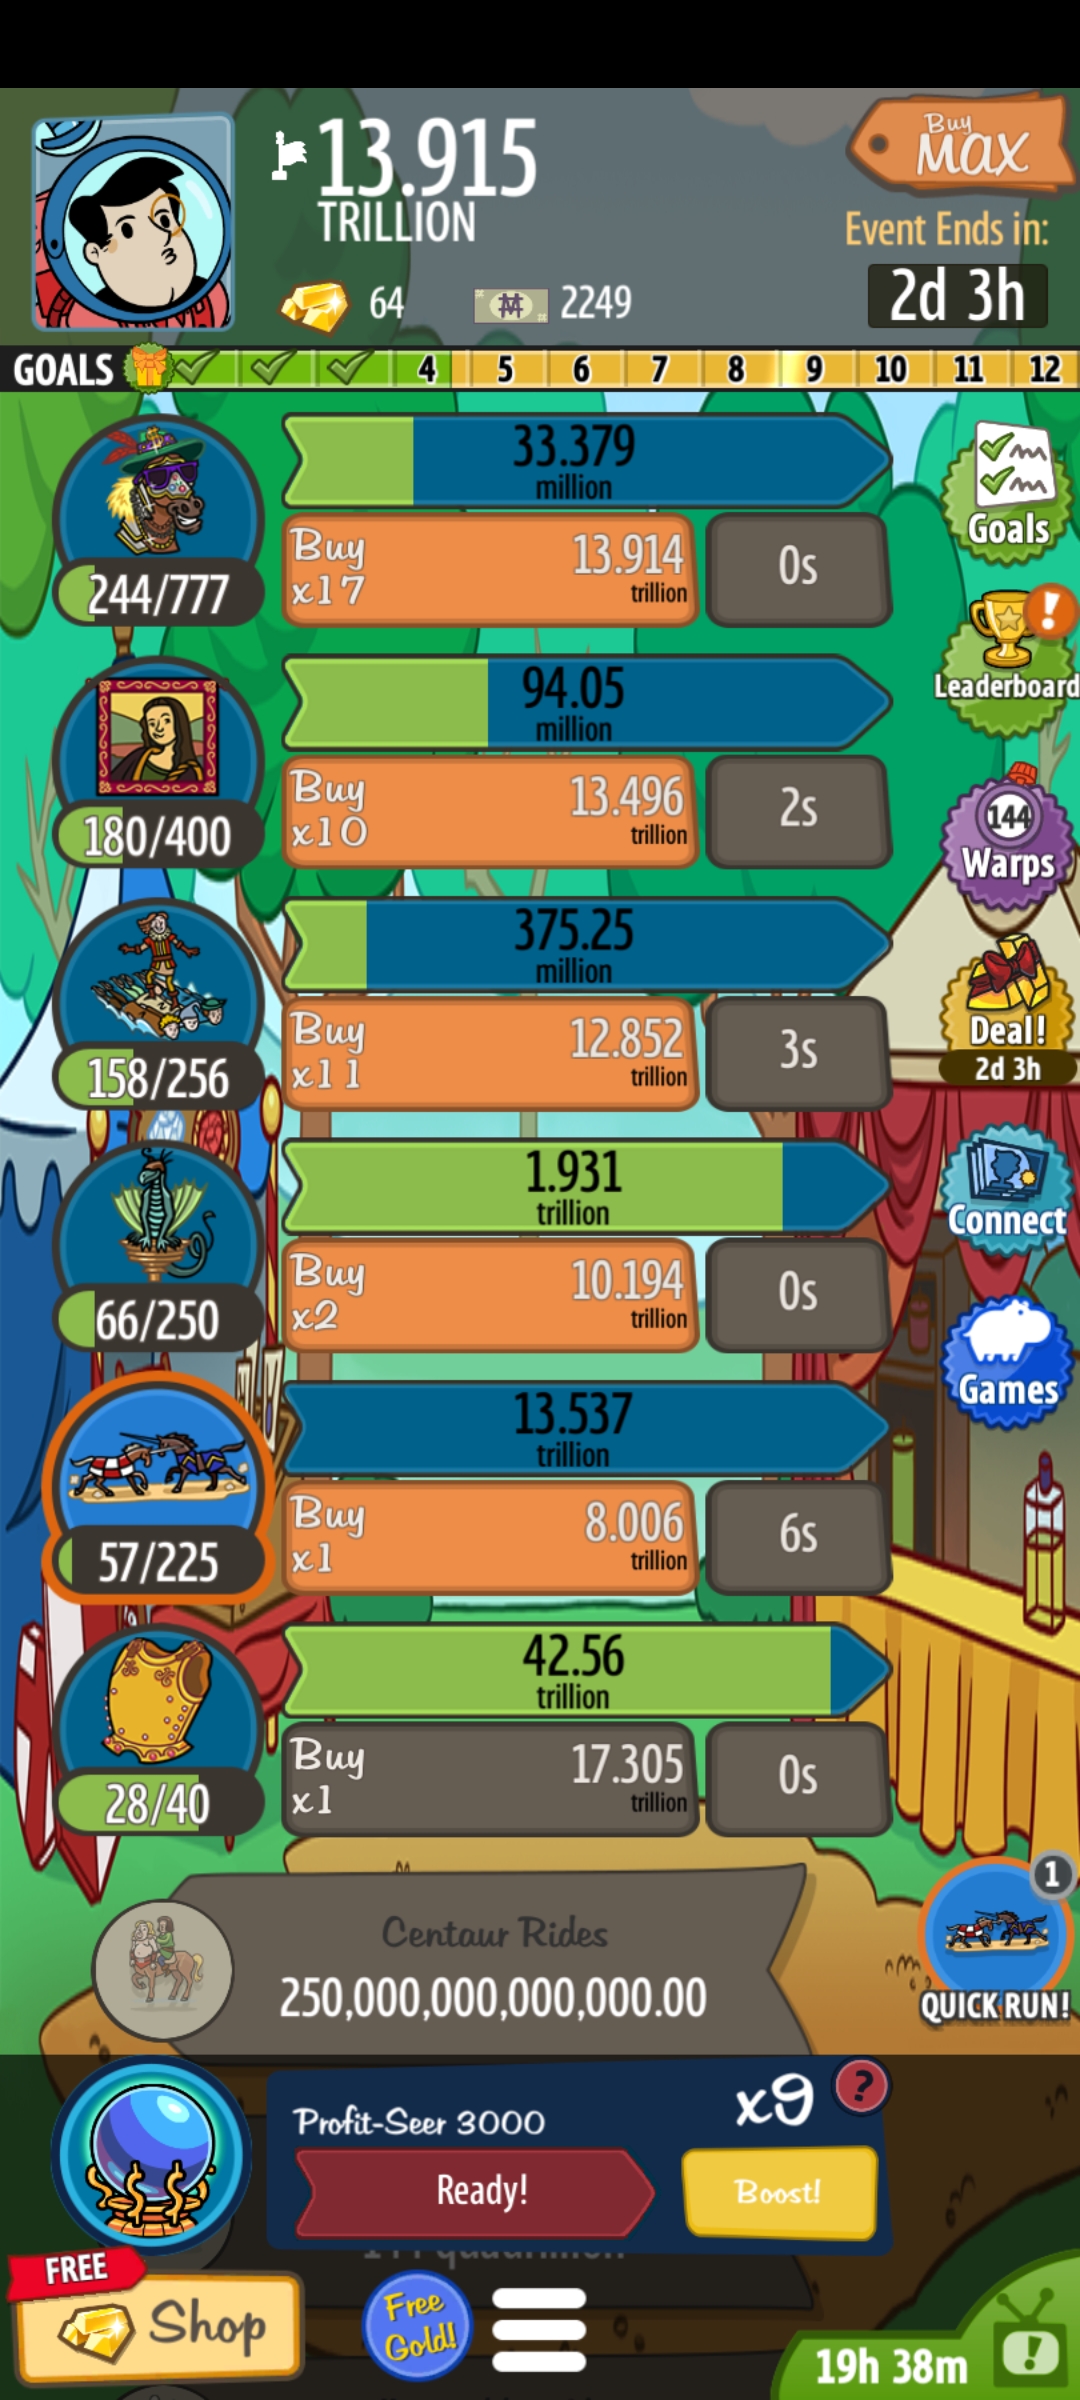 13.915
TRILLION
Buy
MAX
Event Ends in:
64
2249
2d 3h
GOALS 4 5 6 7 8 9 10 11 12
33.379
million
Buy
x17
13.914
trillion
0s
244/777
Goals
94.05
million
Leaderboard
Buy
x10
13.496
trillion
2s
180/400
144
Warps
375.25
million
Buy
x11
12.852
trillion
3s
158/256
Deal!
2d 3h
1.931
trillion
Buy
x2
10.194
trillion
0s
66/250
Connect
13.537
trillion
Buy
x1
8.006
trillion
6s
57/225
Games
42.56
trillion
Buy
x1
17.305
trillion
0s
28/40
Centaur Rides
250,000,000,000,000.00
1
QUICK RUN!
Profit-Seer 3000
x9
?
Ready!
Boost!
FREE
Shop
Free
Gold!
19h 38m